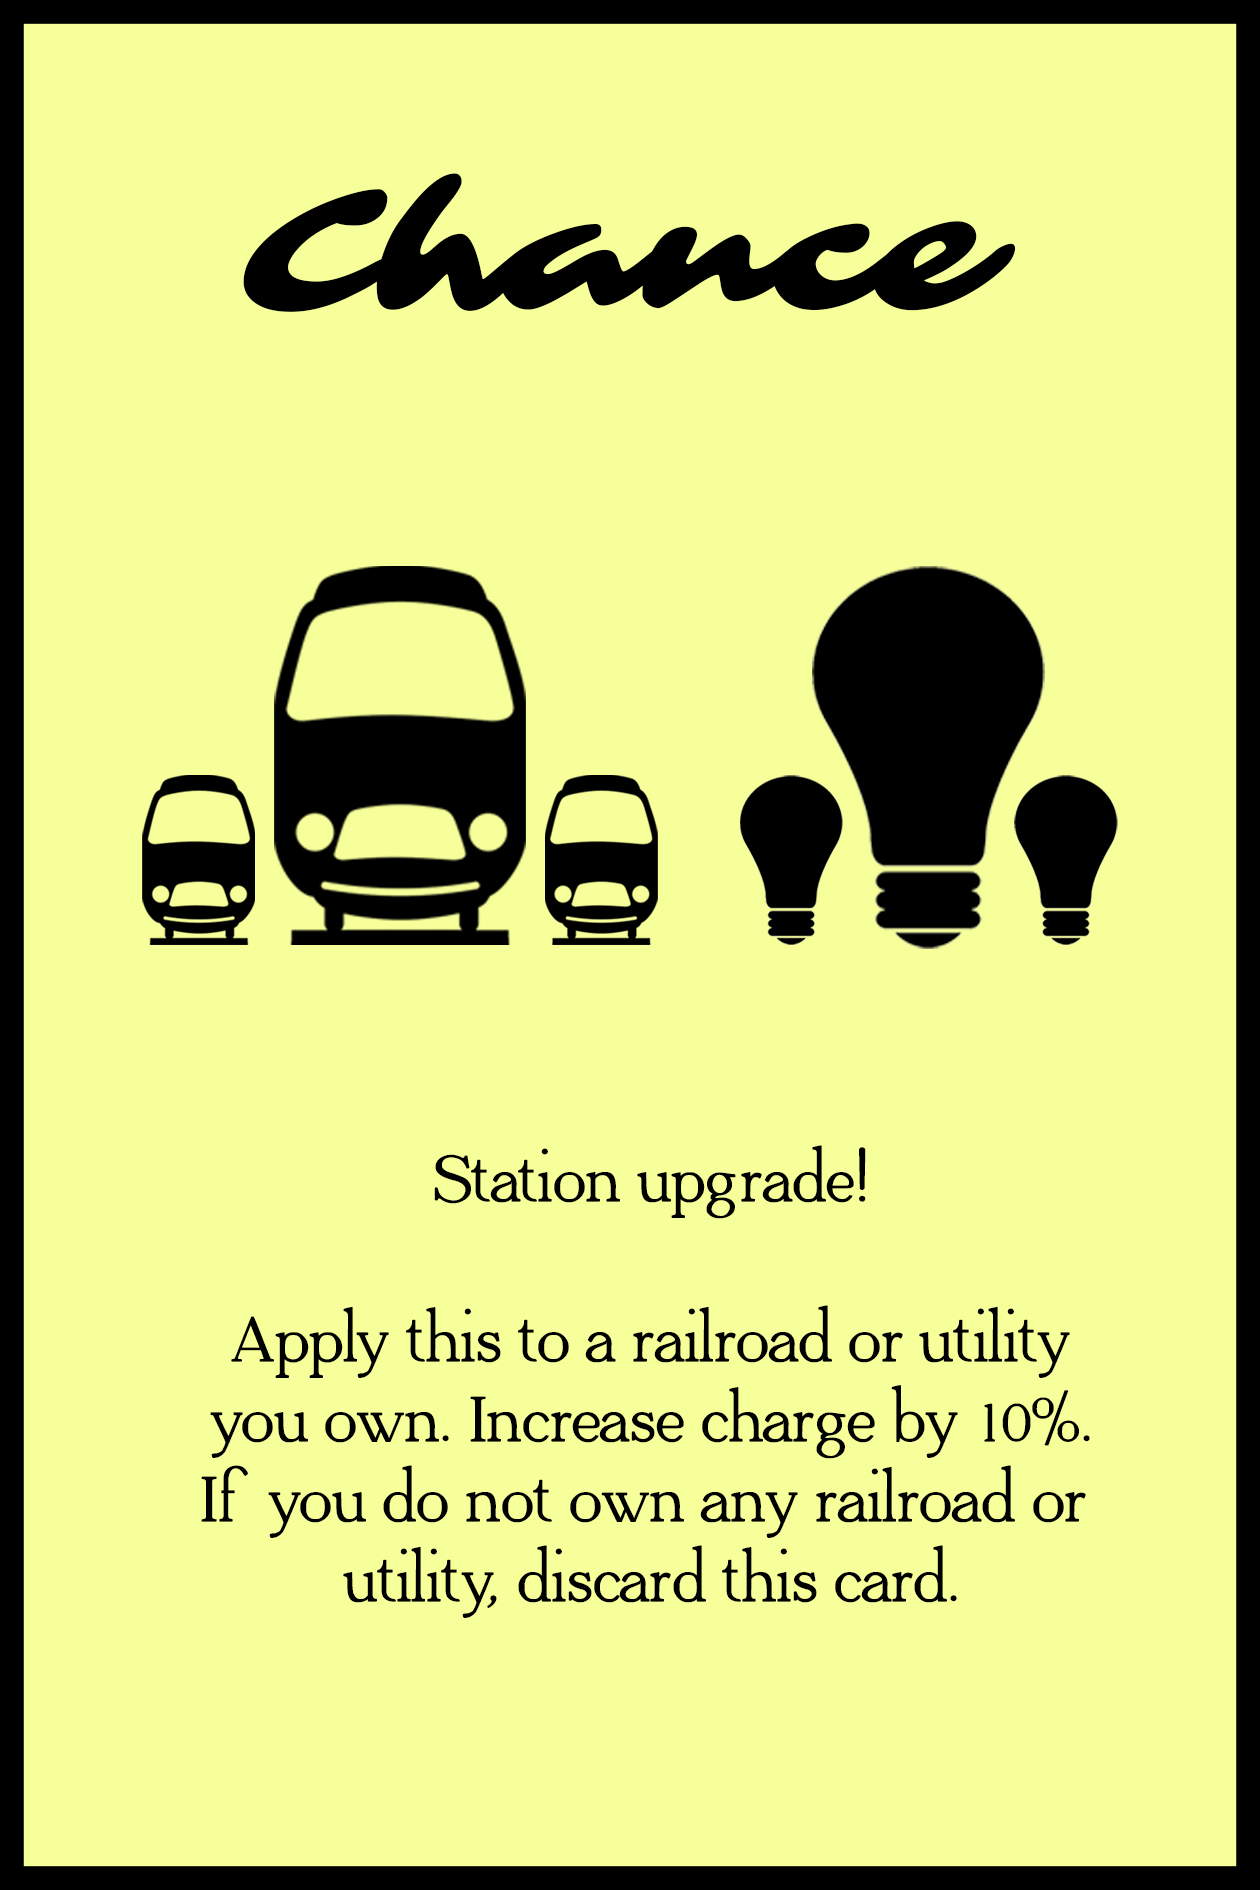 Chance
Station upgrade!
Apply this to a railroad or utility
you own. Increase charge by 10%.
If you do not own any railroad or
utility, discard this card.